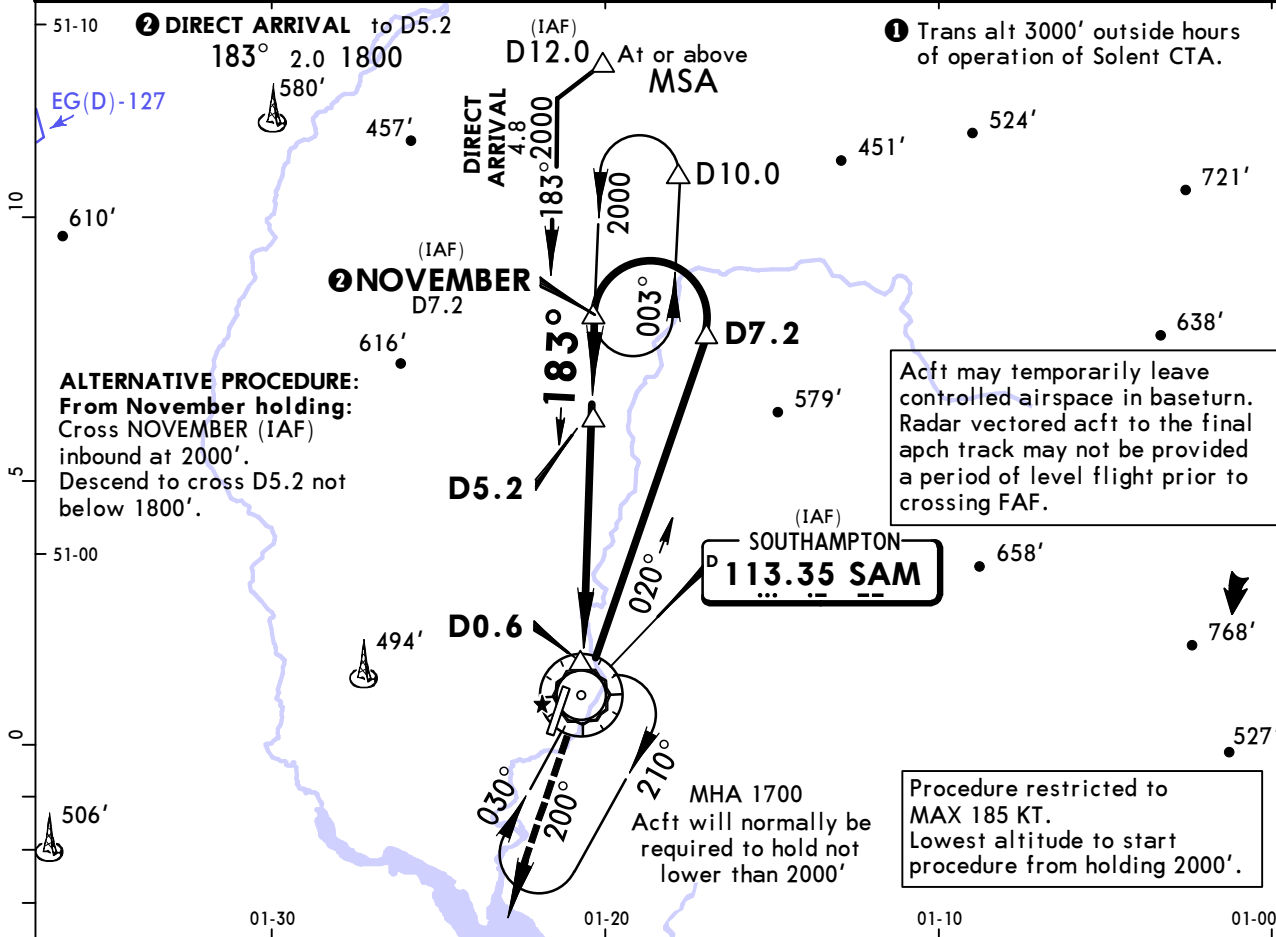 51-10
❷ DIRECT ARRIVAL to D5.2
183° 2.0 1800
(IAF)
D12.0
At or above
MSA
❶ Trans alt 3000' outside hours
of operation of Solent CTA.
EG(D)-127
580'
457'
DIRECT
ARRIVAL
4.8
2000
183°
2000
D10.0
451'
524'
721'
10
610'
(IAF)
❷NOVEMBER
D7.2
003°
D7.2
638'
616'
183°
579'
ALTERNATIVE PROCEDURE:
From November holding:
Cross NOVEMBER (IAF)
inbound at 2000'.
Descend to cross D5.2 not
below 1800'.
Acft may temporarily leave
controlled airspace in baseturn.
Radar vectored acft to the final
apch track may not be provided
a period of level flight prior to
crossing FAF.
5
D5.2
51-00
(IAF)
SOUTHAMPTON
D 113.35 SAM
658'
020°
D0.6
494'
768'
0
527'
030°
200°
210°
MHA 1700
Acft will normally be
required to hold not
lower than 2000'
Procedure restricted to
MAX 185 KT.
Lowest altitude to start
procedure from holding 2000'.
506'
01-30
01-20
01-10
01-00